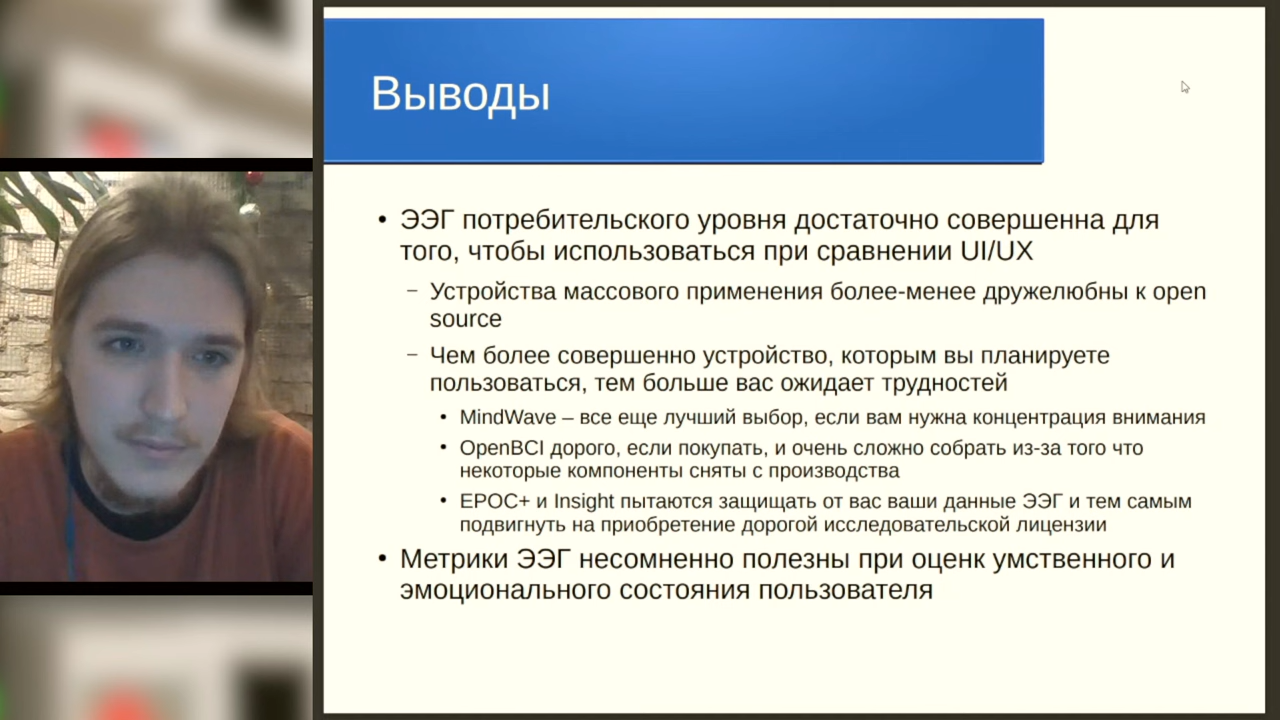 Выводы
• ЭЭГ потребительского уровня достаточно совершенна для
того, чтобы использоваться при сравнении UI/UX
– Устройства массового применения более-менее дружелюбны к open
source
– Чем более совершенно устройство, которым вы планируете
пользоваться, тем больше вас ожидает трудностей
• MindWave – все еще лучший выбор, если вам нужна концентрация внимания
• OpenBCI дорого, если покупать, и очень сложно собрать из-за того что
некоторые компоненты сняты с производства
• EPOC+ и Insight пытаются защищать от вас ваши данные ЭЭГ и тем самым
подвигнуть на приобретение дорогой исследовательской лицензии
• Метрики ЭЭГ несомненно полезны при оценк умственного и
эмоционального состояния пользователя